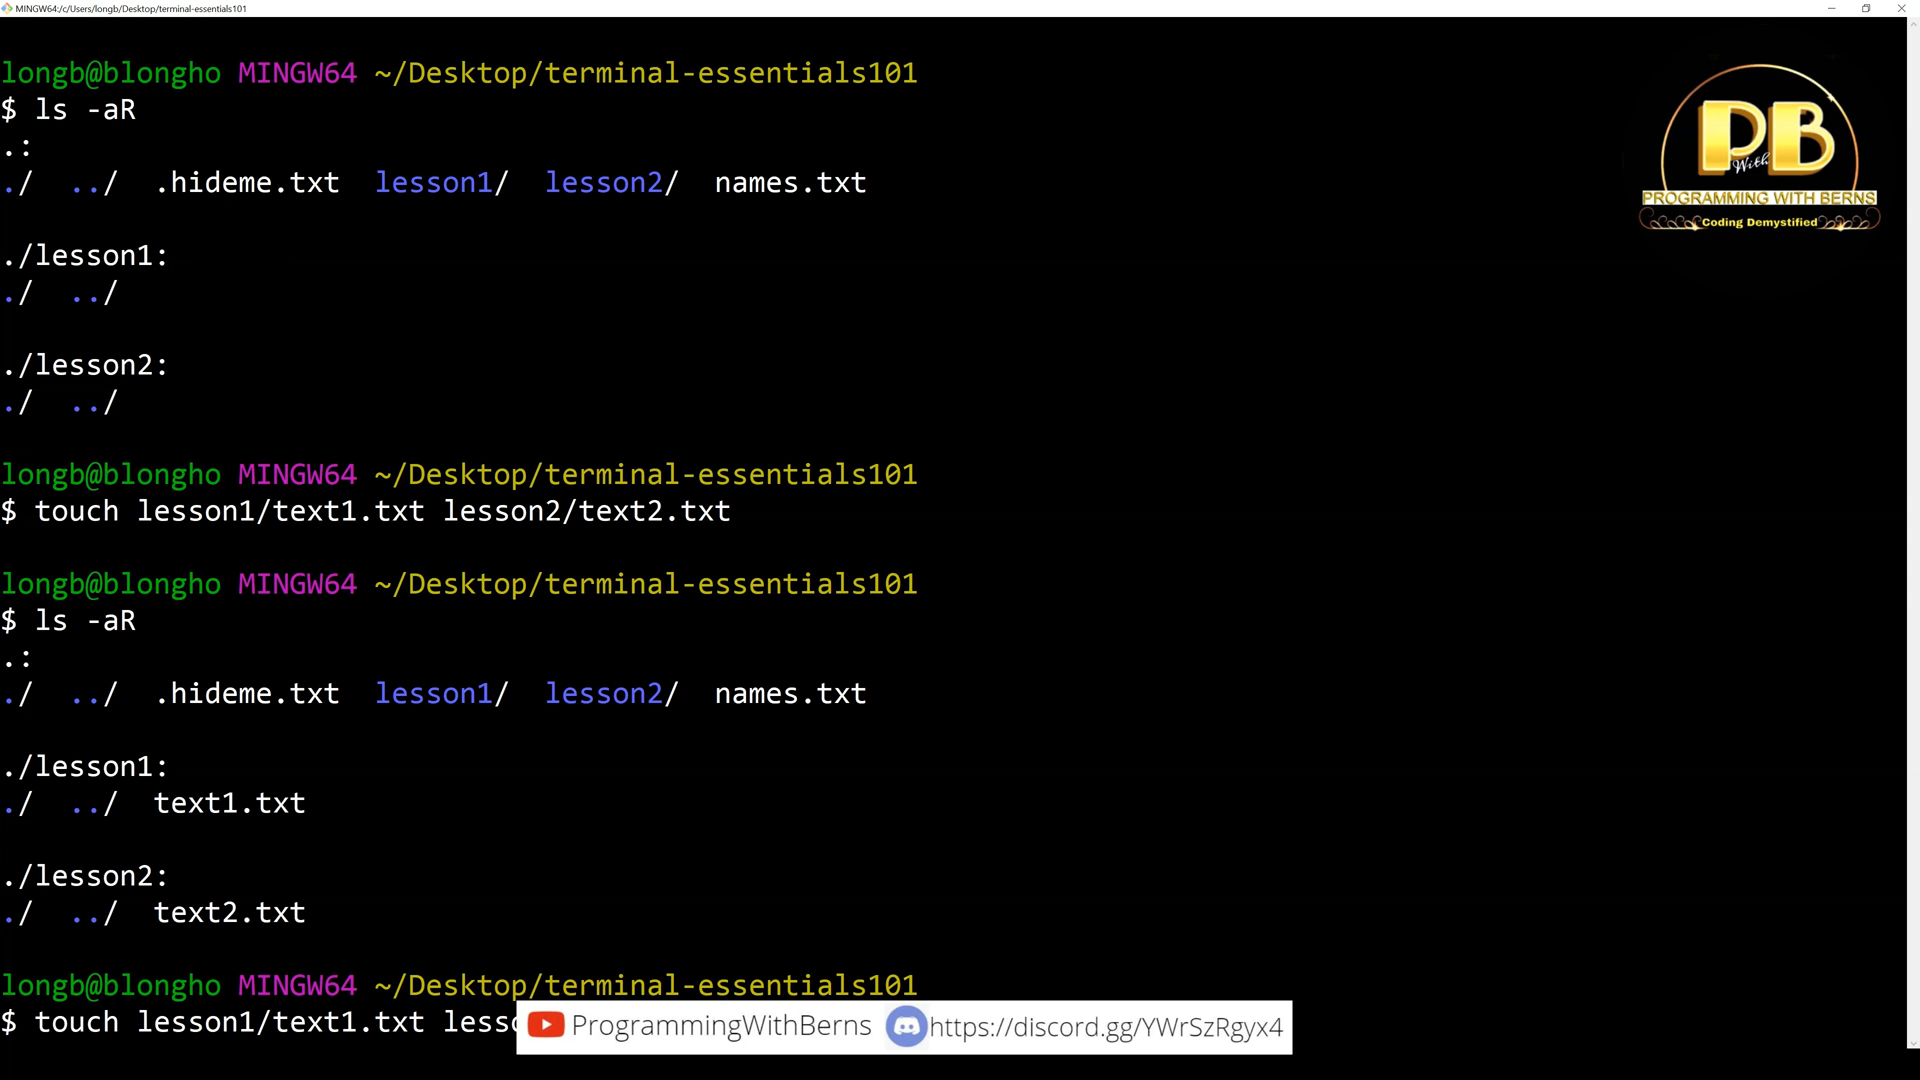 MINGW64:/c/Users/longb/Desktop/terminal-essentials101
longb@blongho MINGW64 ~/Desktop/terminal-essentials101
$ ls -aR
.:
./  ../  .hideme.txt  lesson1/  lesson2/  names.txt
./lesson1:
./  ../
./lesson2:
./  ../
longb@blongho MINGW64 ~/Desktop/terminal-essentials101
$ touch lesson1/text1.txt lesson2/text2.txt
longb@blongho MINGW64 ~/Desktop/terminal-essentials101
$ ls -aR
.:
./  ../  .hideme.txt  lesson1/  lesson2/  names.txt
./lesson1:
./  ../  text1.txt
./lesson2:
./  ../  text2.txt
longb@blongho MINGW64 ~/Desktop/terminal-essentials101
$ touch lesson1/text1.txt
ProgrammingWithBerns https://discord.gg/YWrSzRgyx4
P With B
PROGRAMMING WITH BERNS
Coding Demystified